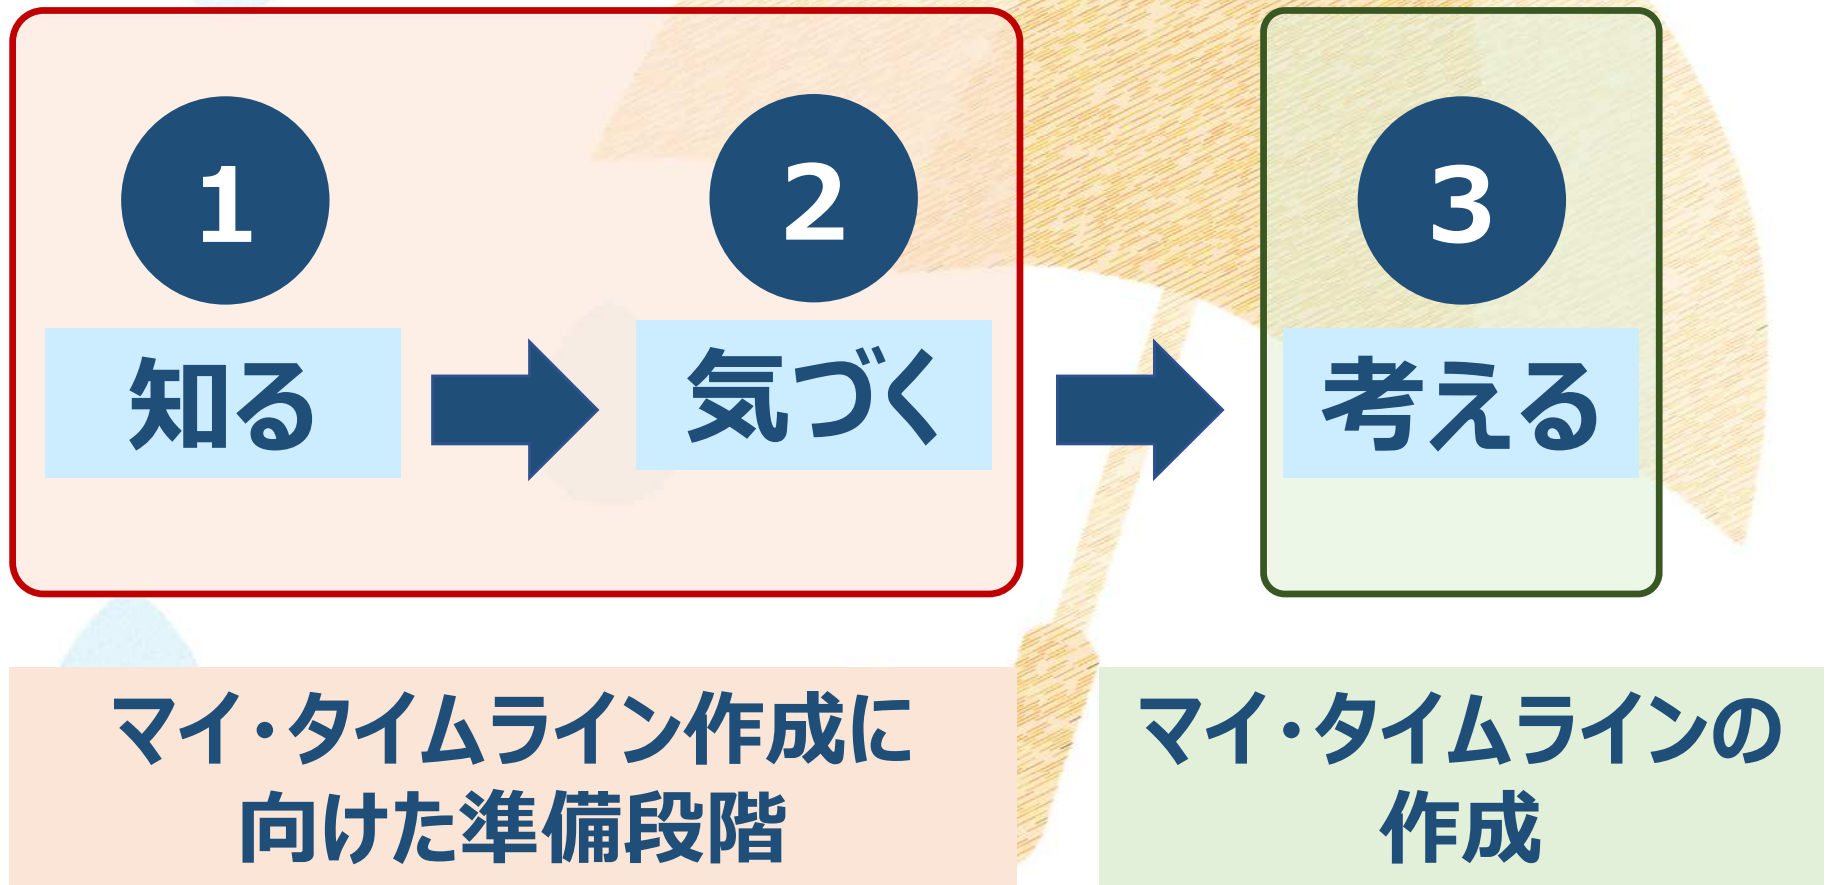 1
2
3
知る
気づく
考える
マイ・タイムライン作成に
向けた準備段階
マイ・タイムラインの
作成